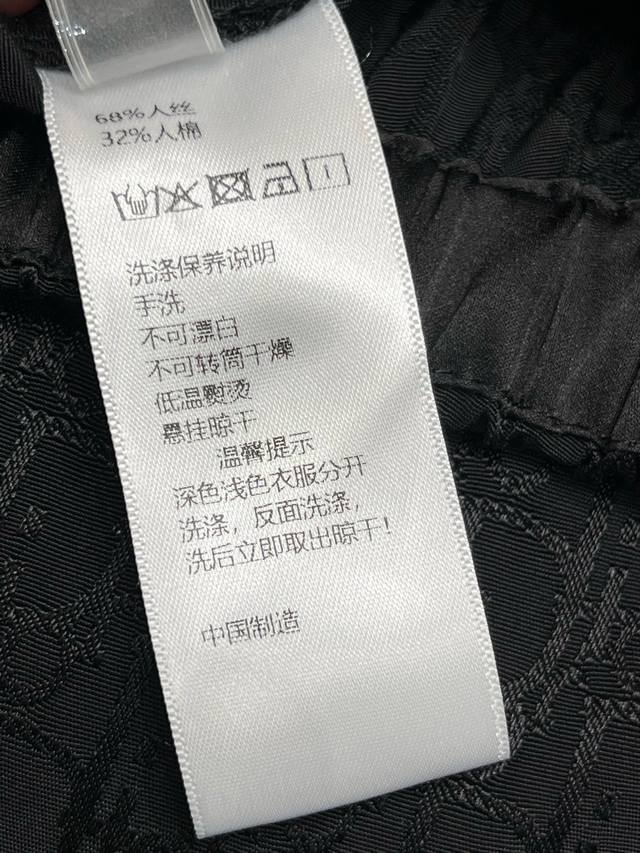 68%人丝
32%人棉
洗涤保养说明
手洗
不可漂白
不可转筒干燥
低温熨烫
悬挂晾干
温馨提示
深色浅色衣服分开
洗涤，反面洗涤，
洗后立即取出晾干！
中国制造